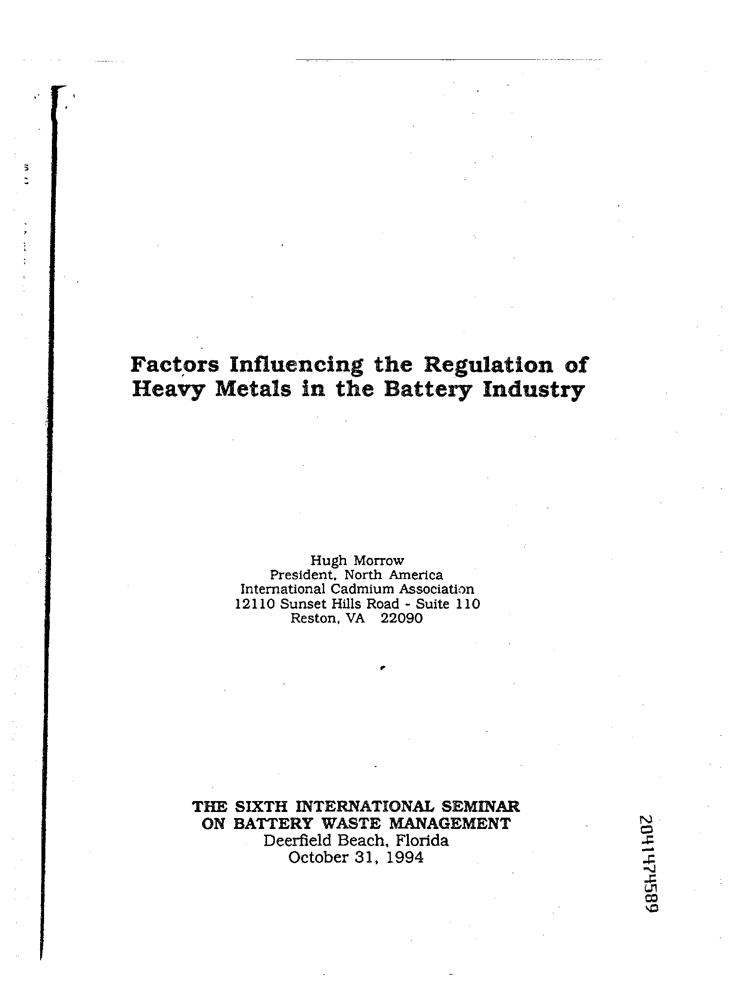 Factors Influencing the Regulation of
Heavy Metals in the Battery Industry
Hugh Morrow
President, North America
International Cadmium Association
12110 Sunset Hills Road - Suite 110
Reston, VA 22090
THE SIXTH INTERNATIONAL SEMINAR
ON BATTERY WASTE MANAGEMENT
Deerfield Beach, Florida
October 31, 1994
2041474589